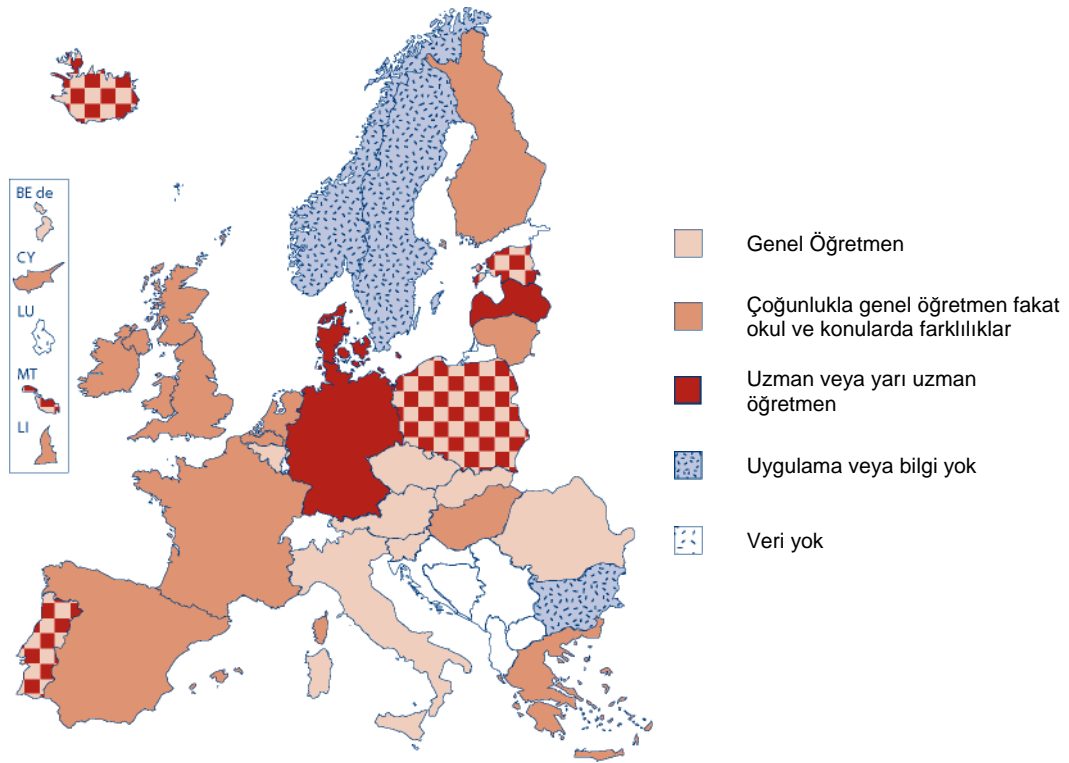 BE de
CY
LU
MT
LI
Genel Öğretmen
Çoğunlukla genel öğretmen fakat
okul ve konularda farklılıklar
Uzman veya yarı uzman
öğretmen
Uygulama veya bilgi yok
Veri yok